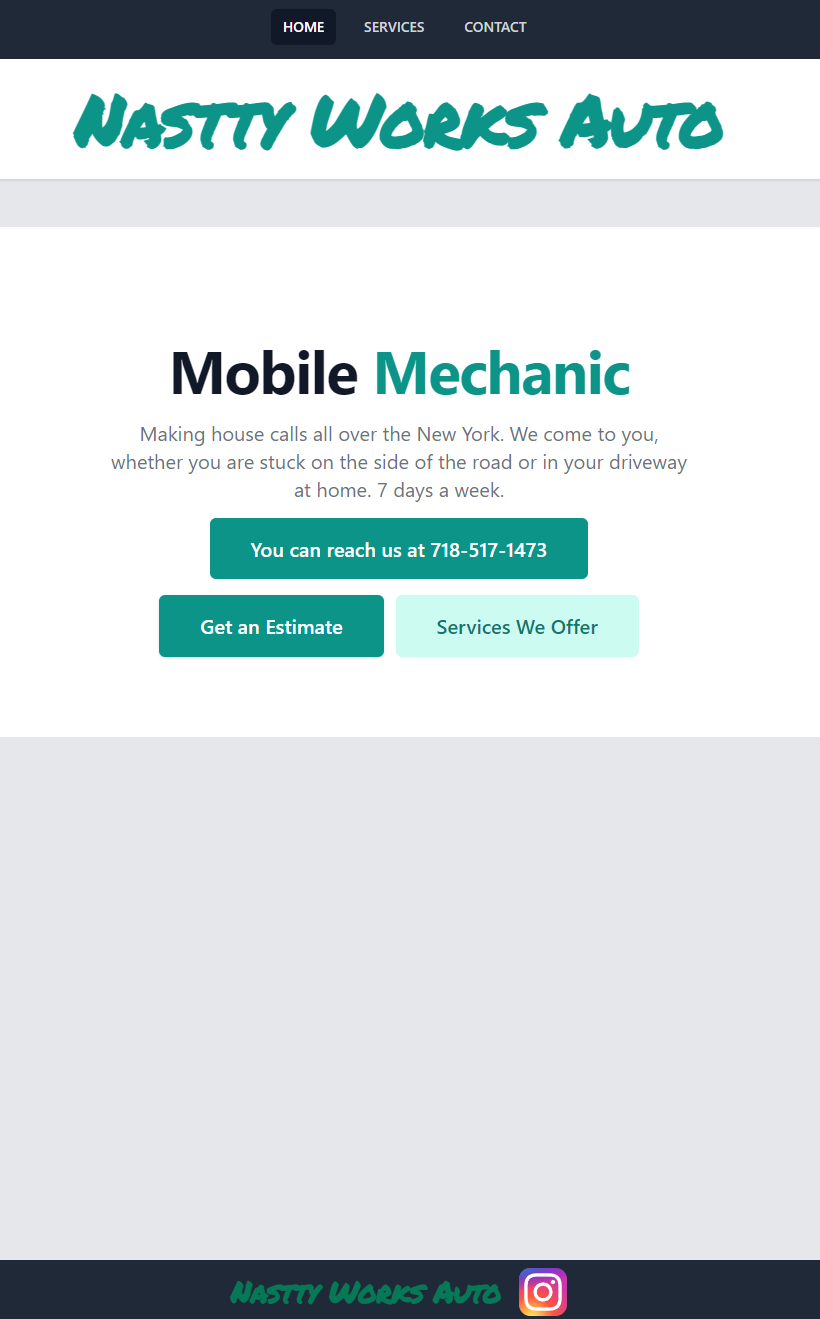 HOME SERVICES CONTACT
Nastty Works Auto
Mobile Mechanic
Making house calls all over the New York. We come to you,
whether you are stuck on the side of the road or in your driveway
at home. 7 days a week.
You can reach us at 718-517-1473
Get an Estimate Services We Offer
Nastty Works Auto